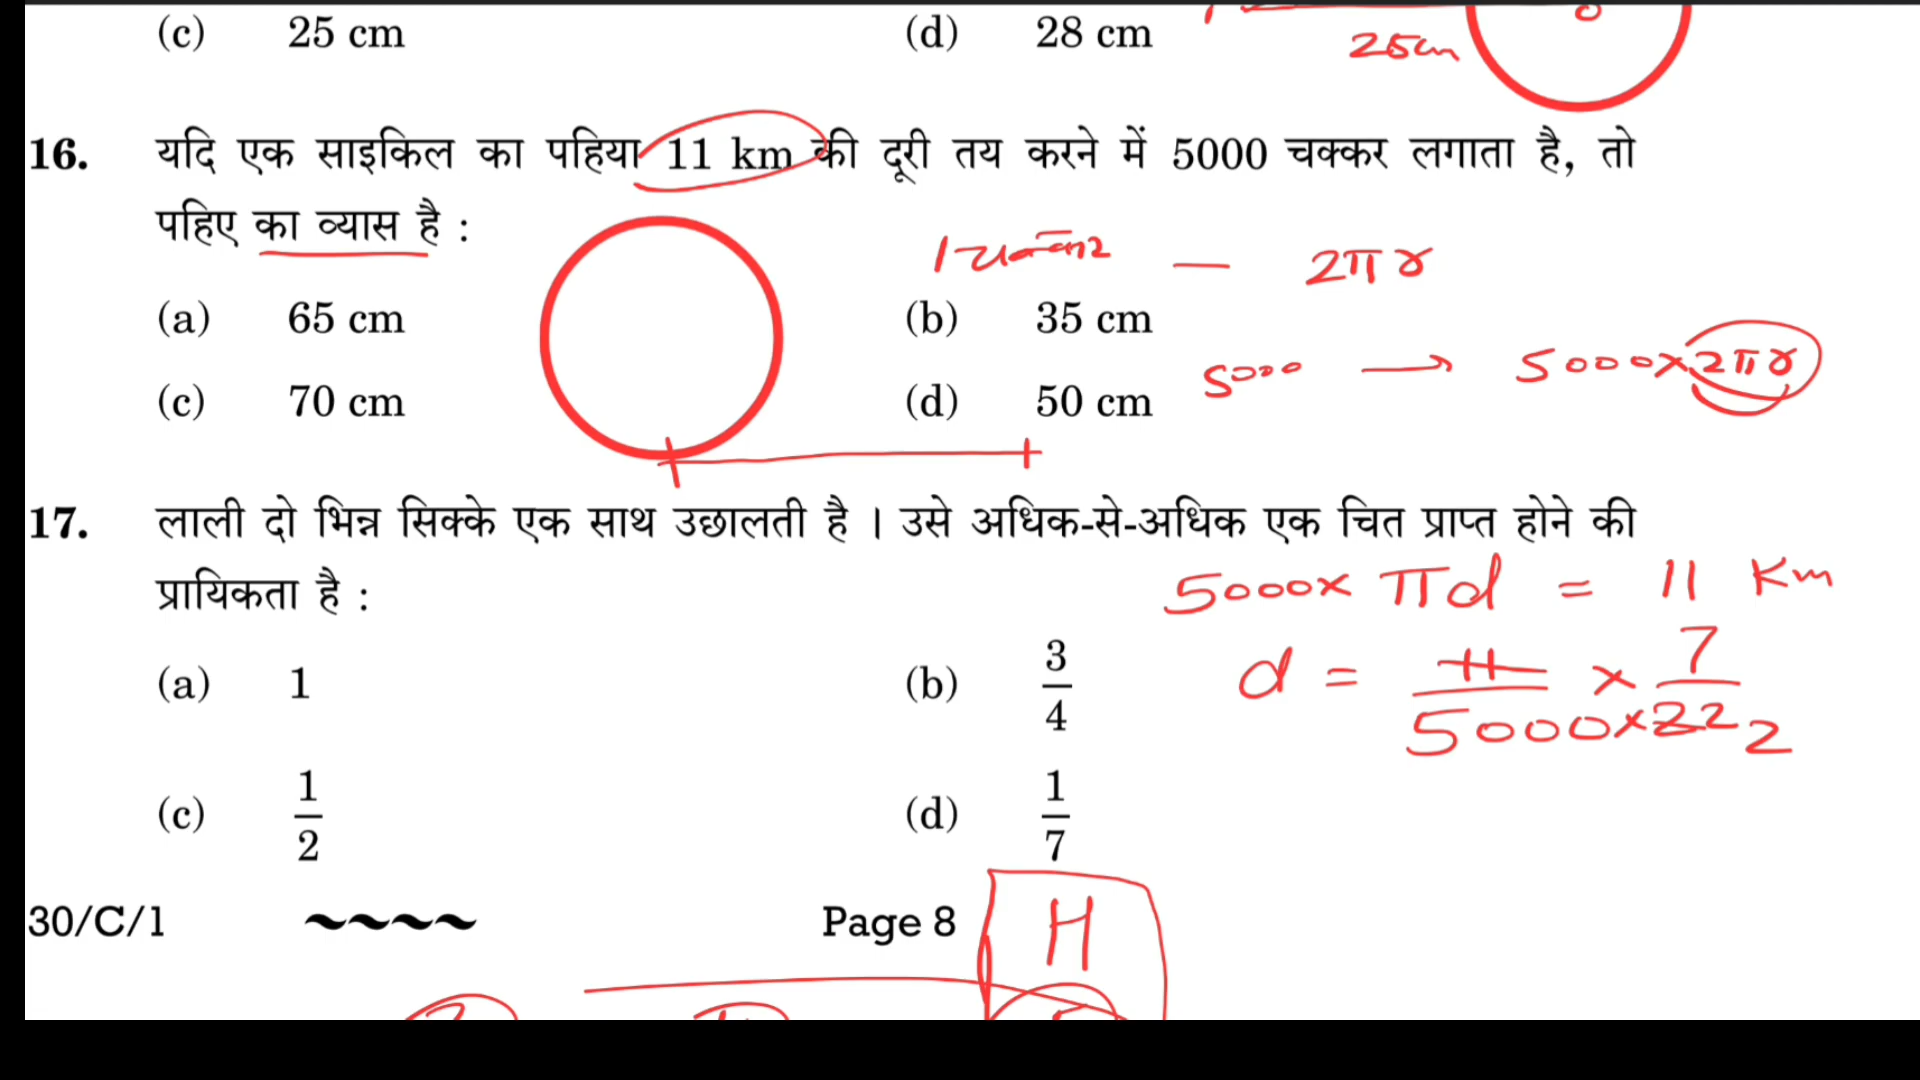 (c) 25 cm (d) 28 cm
25cm
16. यदि एक साइकिल का पहिया 11 km की दूरी तय करने में 5000 चक्कर लगाता है, तो
पहिए का व्यास है :
1 चक्कर — 2πr
(a) 65 cm (b) 35 cm
5000 → 5000×2πr
(c) 70 cm (d) 50 cm
17. लाली दो भिन्न सिक्के एक साथ उछालती है । उसे अधिक-से-अधिक एक चित प्राप्त होने की
प्रायिकता है :
5000× πd = 11 Km
d = 11/5000×22 2 × 7
(a) 1 (b) 3/4
(c) 1/2 (d) 1/7
30/C/1 ~~~~ Page 8
H